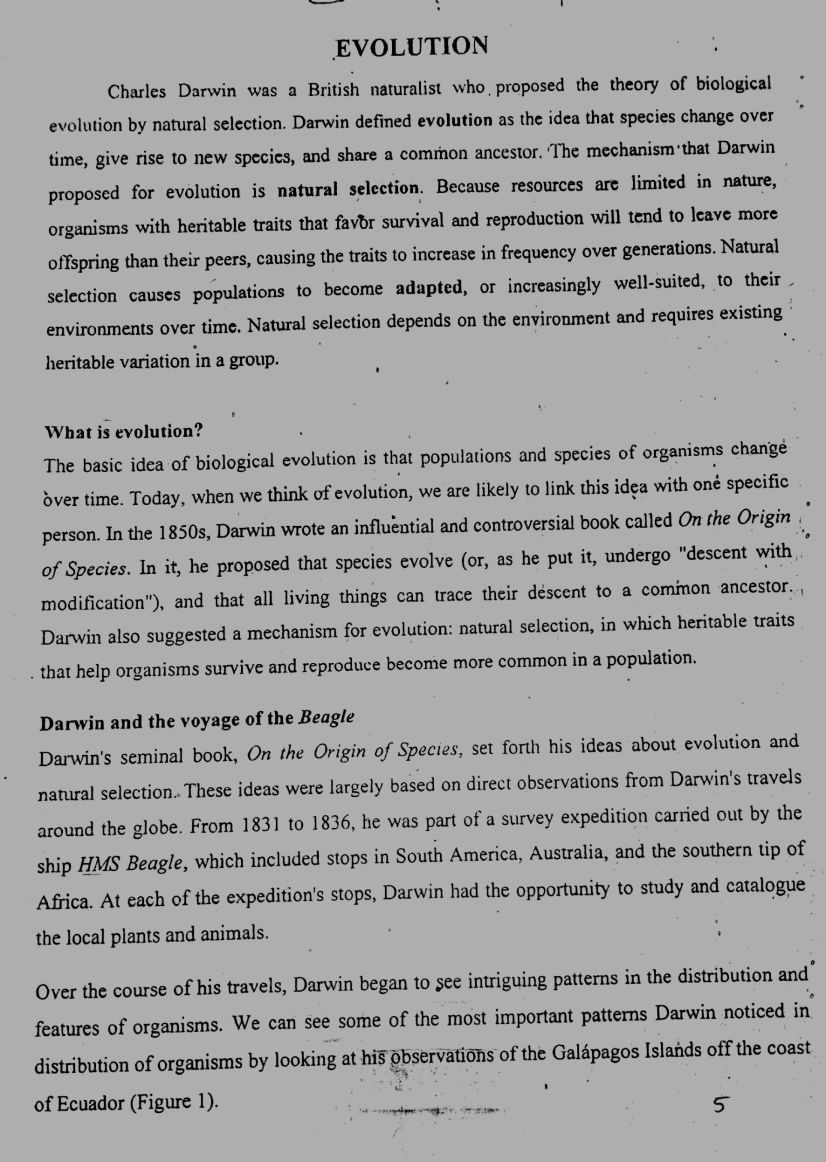 EVOLUTION
Charles Darwin was a British naturalist who proposed the theory of biological
evolution by natural selection. Darwin defined evolution as the idea that species change over
time, give rise to new species, and share a common ancestor. The mechanism that Darwin
proposed for evolution is natural selection. Because resources are limited in nature,
organisms with heritable traits that favor survival and reproduction will tend to leave more
offspring than their peers, causing the traits to increase in frequency over generations. Natural
selection causes populations to become adapted, or increasingly well-suited, to their
environments over time. Natural selection depends on the environment and requires existing
heritable variation in a group.
What is evolution?
The basic idea of biological evolution is that populations and species of organisms change
over time. Today, when we think of evolution, we are likely to link this idea with one specific
person. In the 1850s, Darwin wrote an influential and controversial book called On the Origin
of Species. In it, he proposed that species evolve (or, as he put it, undergo "descent with
modification"), and that all living things can trace their descent to a common ancestor.
Darwin also suggested a mechanism for evolution: natural selection, in which heritable traits
that help organisms survive and reproduce become more common in a population.
Darwin and the voyage of the Beagle
Darwin's seminal book, On the Origin of Species, set forth his ideas about evolution and
natural selection. These ideas were largely based on direct observations from Darwin's travels
around the globe. From 1831 to 1836, he was part of a survey expedition carried out by the
ship HMS Beagle, which included stops in South America, Australia, and the southern tip of
Africa. At each of the expedition's stops, Darwin had the opportunity to study and catalogue
the local plants and animals.
Over the course of his travels, Darwin began to see intriguing patterns in the distribution and
features of organisms. We can see some of the most important patterns Darwin noticed in
distribution of organisms by looking at his observations of the Galápagos Islands off the coast
of Ecuador (Figure 1).
5